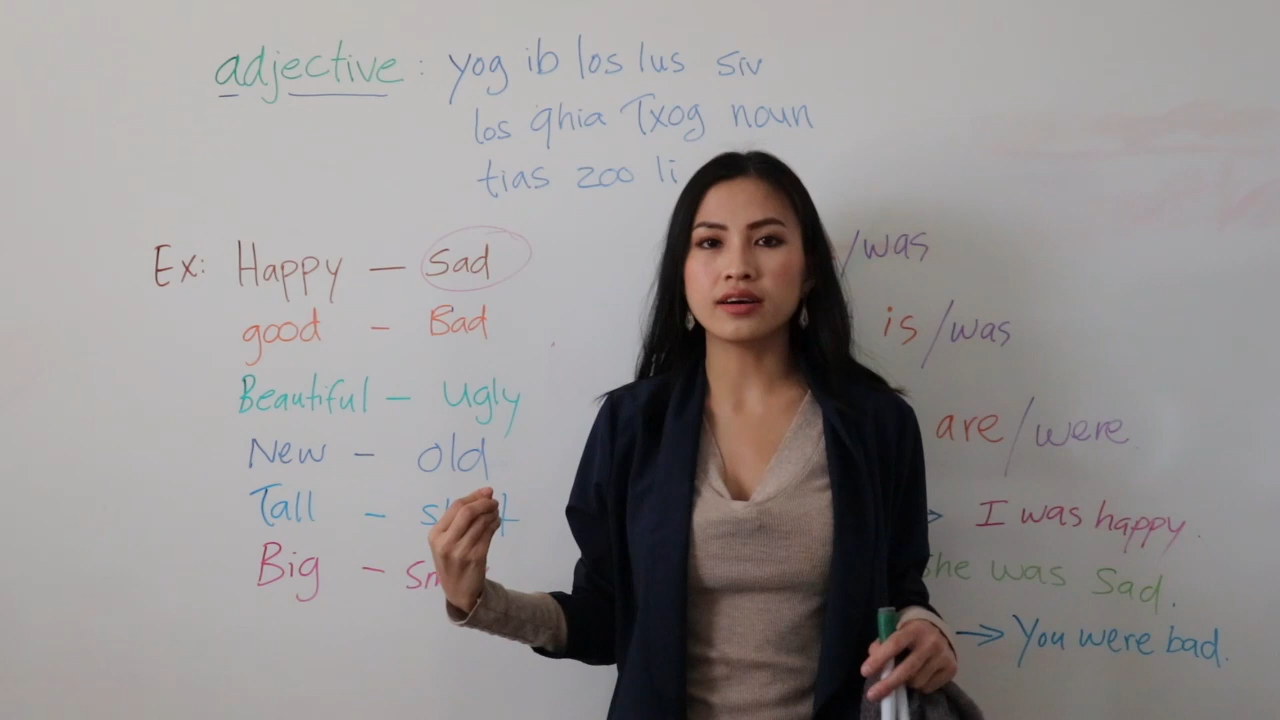 adjective: yog ib los lus siv
los qhia Txog noun
tias zoo li
Ex: Happy — Sad
good - Bad
Beautiful — ugly
New - old
Tall -
Big -
/was
is/was
are/were
I was happy.
she was sad.
→ You were bad.